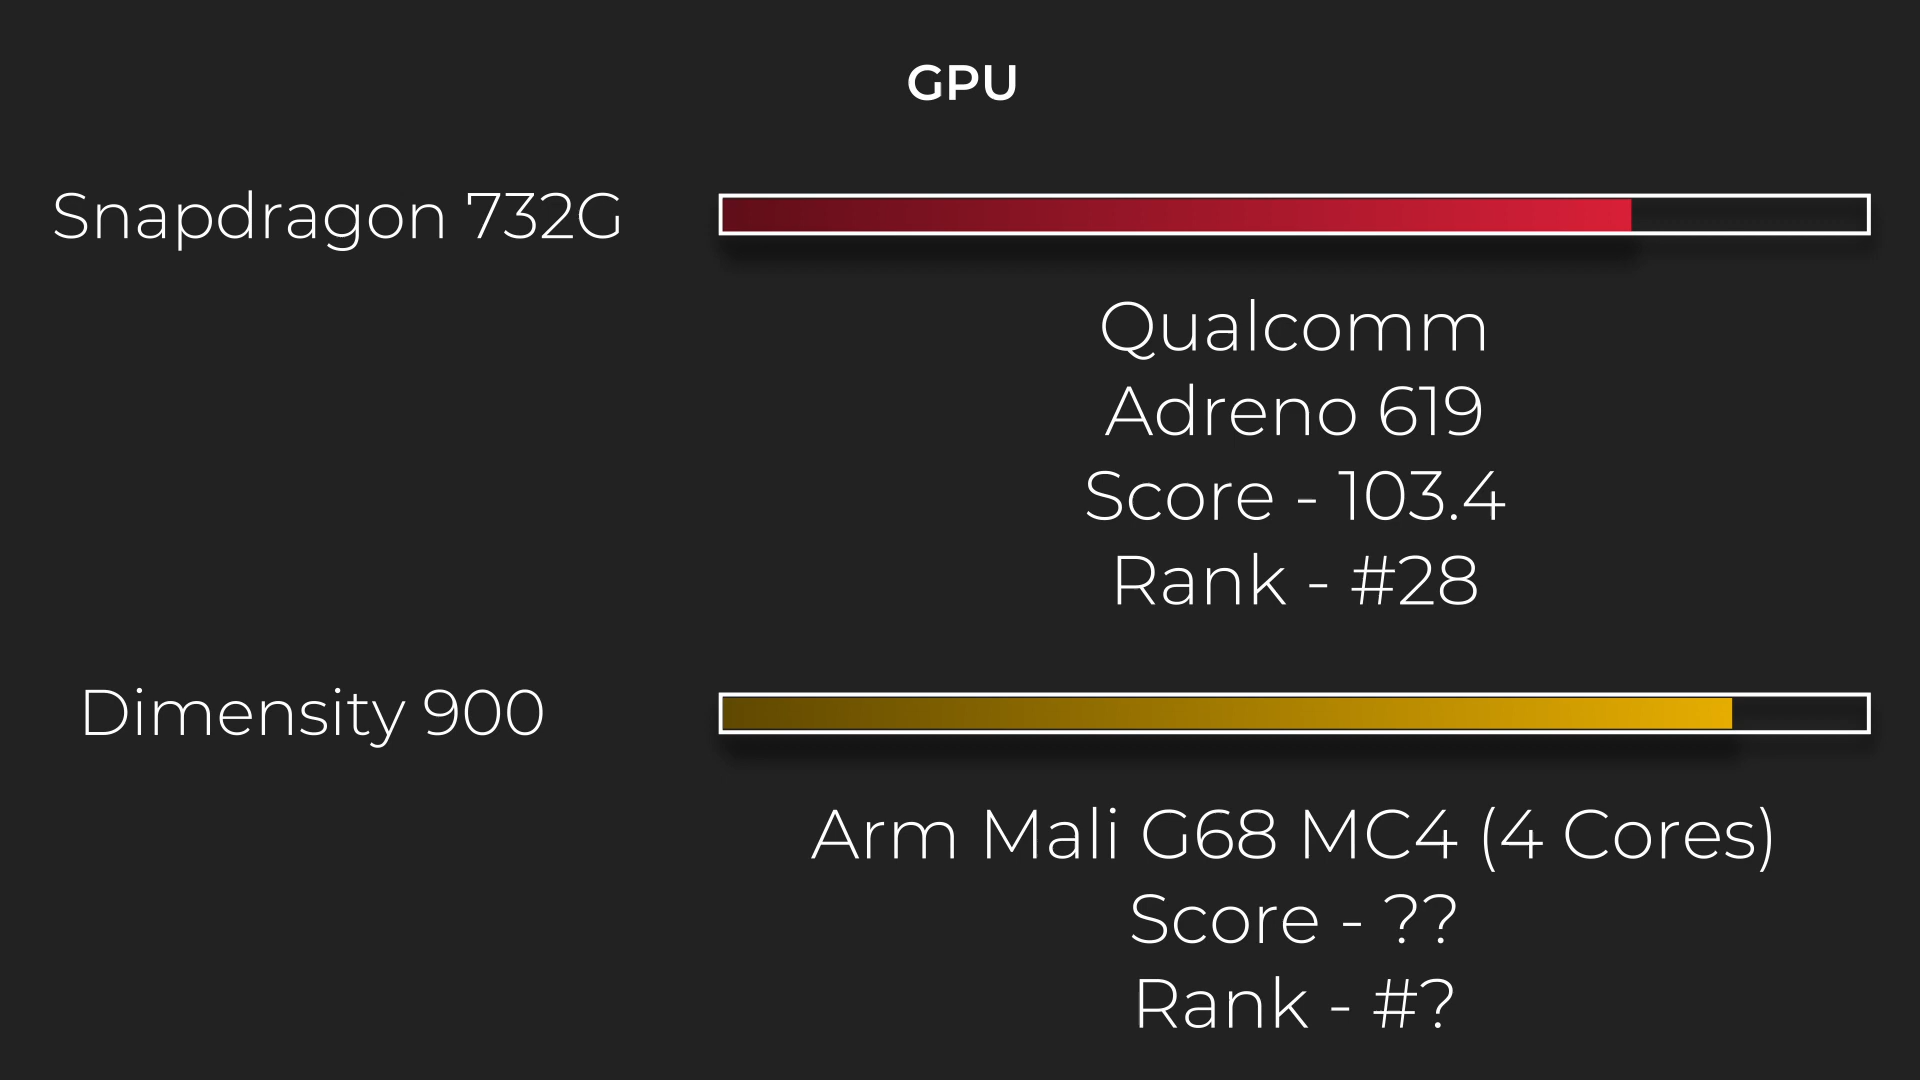 GPU
Snapdragon 732G
Qualcomm
Adreno 619
Score - 103.4
Rank - #28
Dimensity 900
Arm Mali G68 MC4 (4 Cores)
Score - ??
Rank - #?